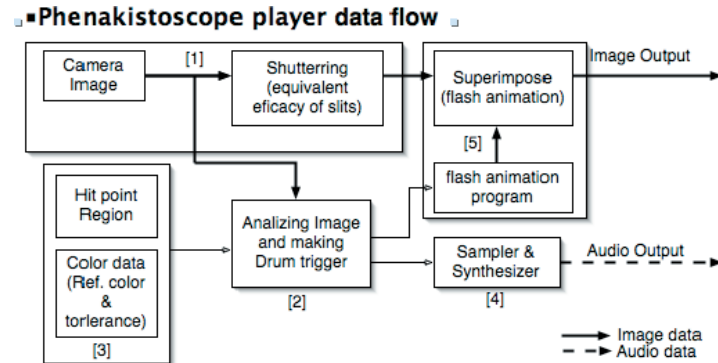 Phenakistoscope player data flow
Camera
Image
[1]
Shutterring
(equivalent
eficacy of slits)
Superimpose
(flash animation)
Image Output
[5]
flash animation
program
Hit point
Region
Color data
(Ref. color
&
torlerance)
[3]
Analizing Image
and making
Drum trigger
[2]
Sampler &
Synthesizer
[4]
Audio Output
Image data
Audio data